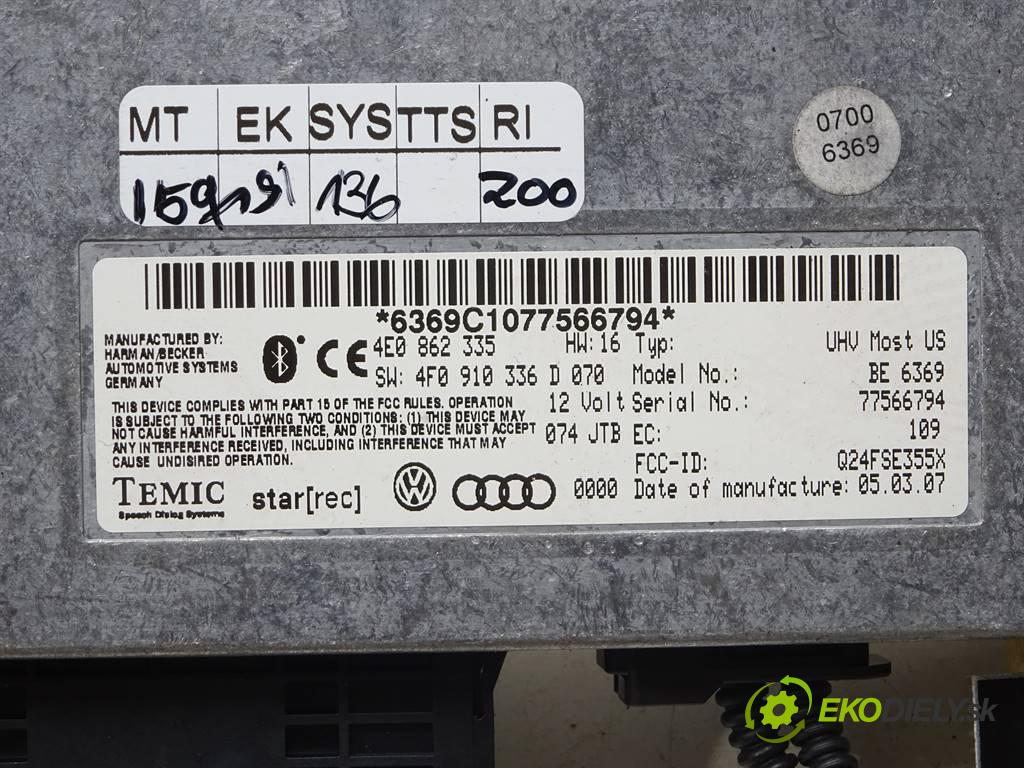 MT EK SYS TTS RI
136 200
0700
6369
*6369C1077566794*
MANUFACTURED BY:
HARMAN/BECKER
AUTOMOTIVE SYSTEMS
GERMANY
CE
4E0 862 335 HW: 16 Typ: UHV Most US
SW: 4F0 910 336 D 070 Model No.: BE 6369
12 Volt Serial No.: 77566794
074 JTB EC: 109
FCC-ID: Q24FSE355X
0000 Date of manufacture: 05.03.07
THIS DEVICE COMPLIES WITH PART 15 OF THE FCC RULES. OPERATION
IS SUBJECT TO THE FOLLOWING TWO CONDITIONS: (1) THIS DEVICE MAY
NOT CAUSE HARMFUL INTERFERENCE, AND (2) THIS DEVICE MUST ACCEPT
ANY INTERFERENCE RECEIVED, INCLUDING INTERFERENCE THAT MAY
CAUSE UNDISIRED OPERATION.
TEMIC
Speech Dialog Systems
star[rec]
EKODIELY.sk